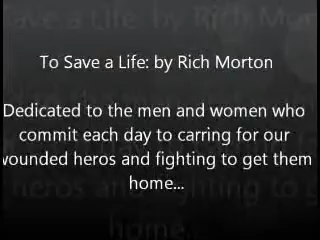 To Save a Life: by Rich Morton
Dedicated to the men and women who
commit each day to carring for our
wounded heros and fighting to get them
home...